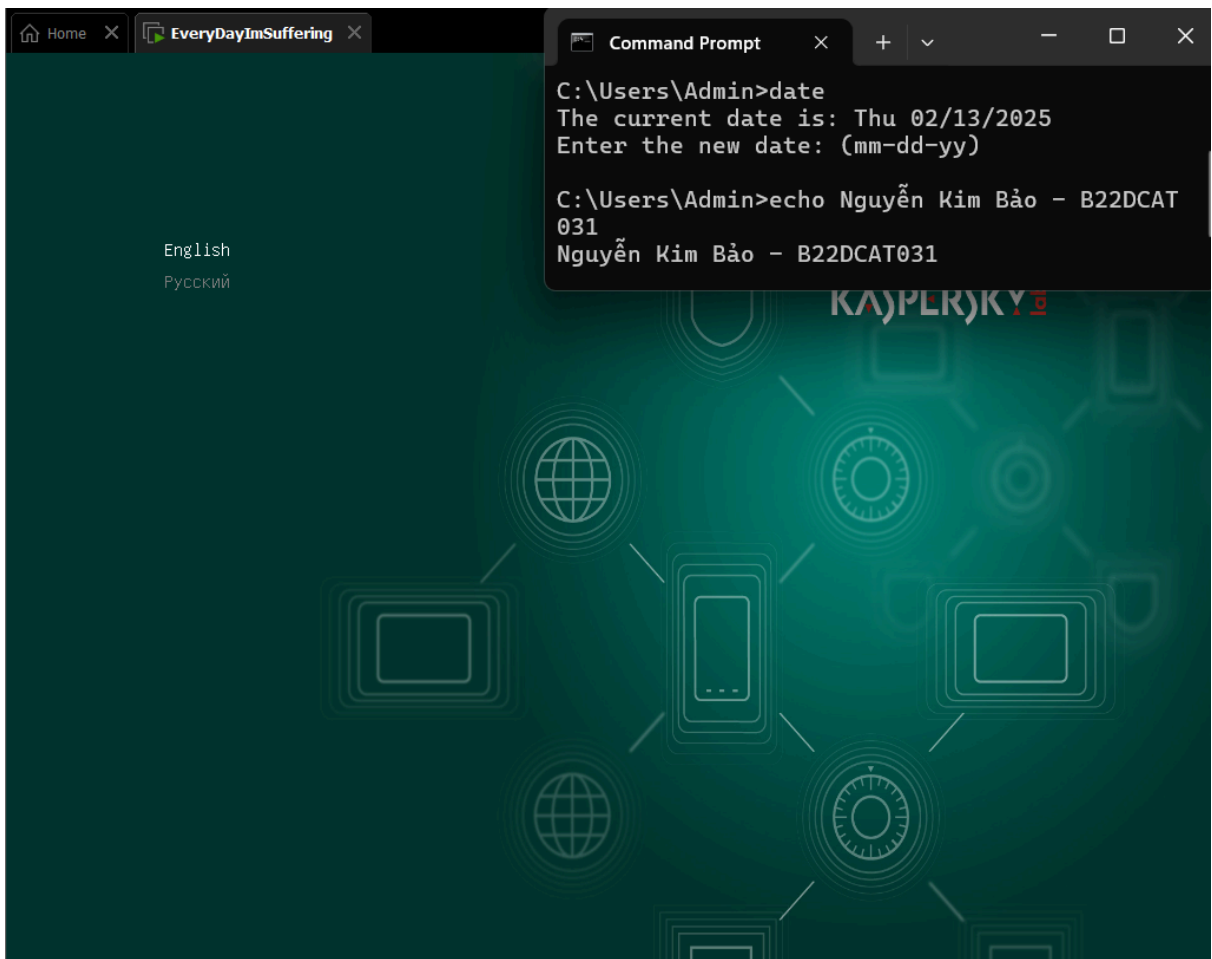 Home
EveryDayImSuffering
Command Prompt
C:\Users\Admin>date
The current date is: Thu 02/13/2025
Enter the new date: (mm-dd-yy)
C:\Users\Admin>echo Nguyễn Kim Bảo - B22DCAT
031
Nguyễn Kim Bảo - B22DCAT031
English
Русский
KASPERSKY lab